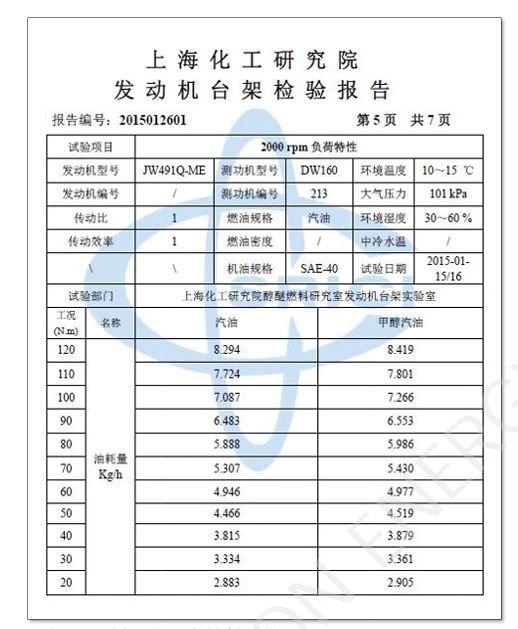 上海化工研究院
发动机台架检验报告
报告编号：2015012601 第 5 页 共 7 页
试验项目 2000 rpm 负荷特性
发动机型号 JW491Q-ME 测功机型号 DW160 环境温度 10～15 ℃
发动机编号 / 测功机编号 213 大气压力 101 kPa
传动比 1 燃油规格 汽油 环境湿度 30～60 %
传动效率 1 燃油密度 / 中冷水温 /
\ \ 机油规格 SAE-40 试验日期 2015-01-
15/16
试验部门 上海化工研究院醇醚燃料研究室发动机台架实验室
工况
(N.m) 名称 汽油 甲醇汽油
120 8.294 8.419
110 7.724 7.801
100 7.087 7.266
90 6.483 6.553
80 5.888 5.986
70 油耗量
Kg/h 5.307 5.430
60 4.946 4.977
50 4.466 4.519
40 3.815 3.879
30 3.334 3.361
20 2.883 2.905
SRICI
ON ENERG